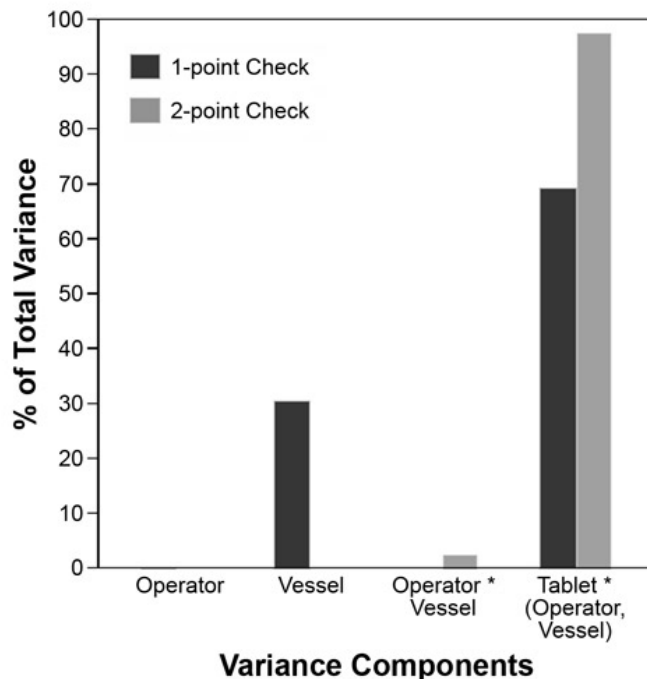 % of Total Variance
100
90
80
70
60
50
40
30
20
10
0
1-point Check
2-point Check
Operator
Vessel
Operator *
Vessel
Tablet *
(Operator,
Vessel)
Variance Components